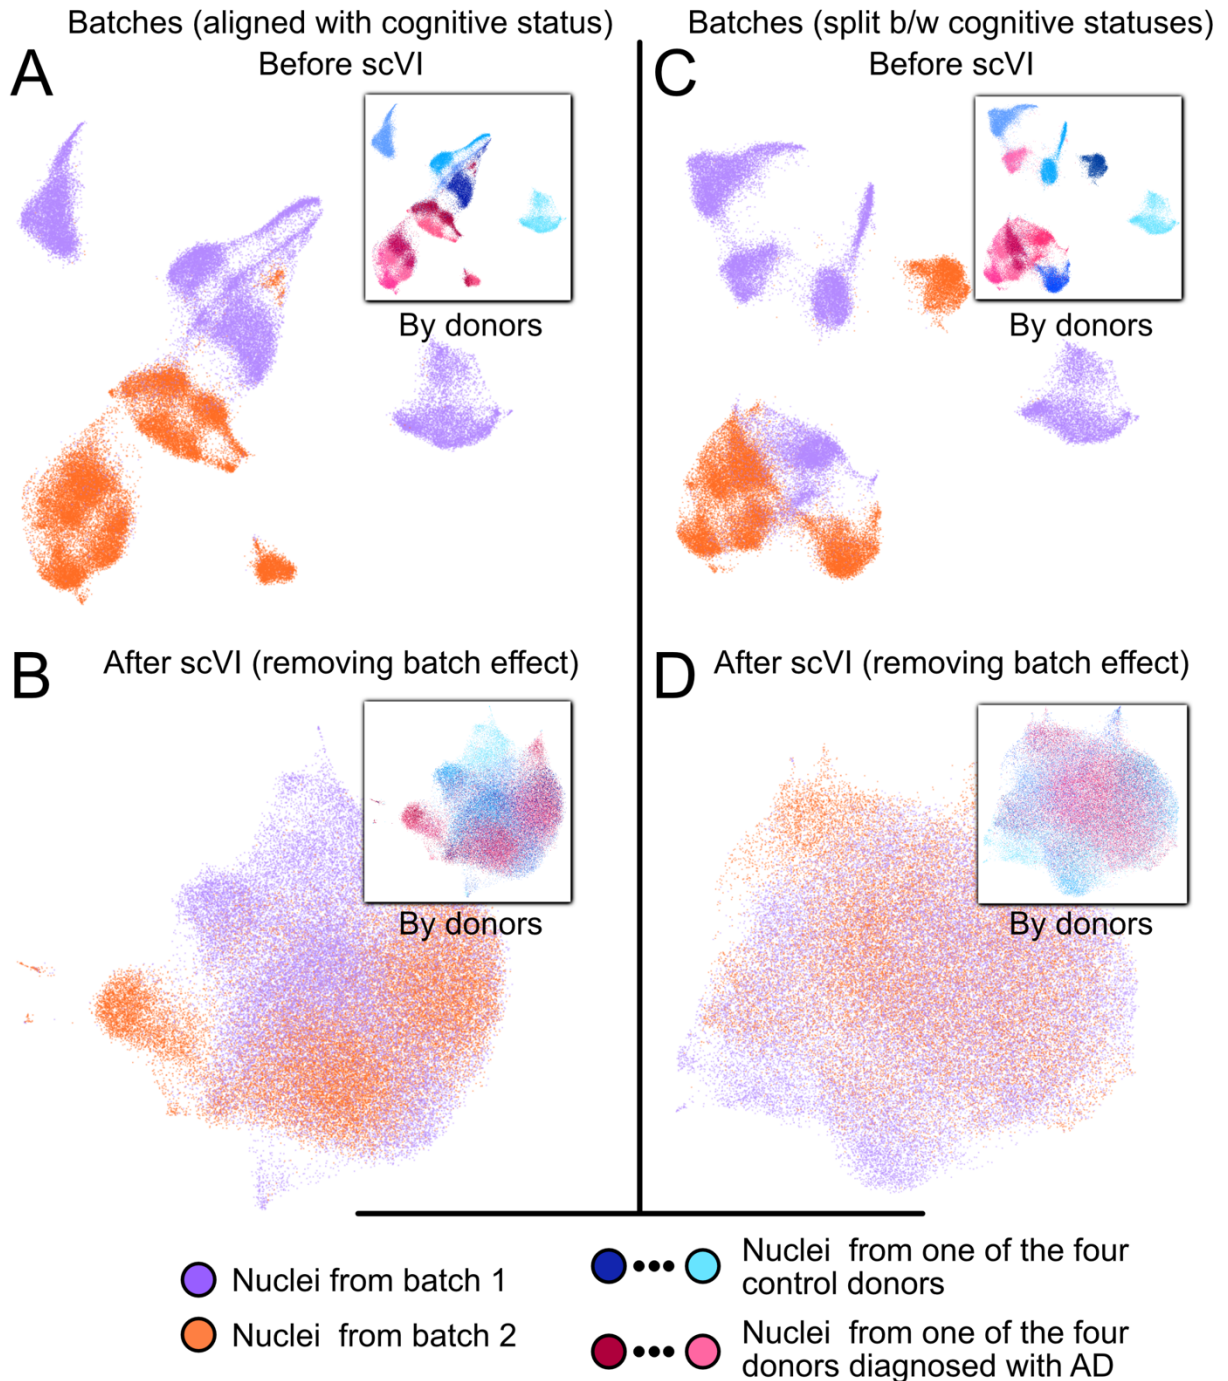 Batches (aligned with cognitive status)
Before scVI
A
By donors
After scVI (removing batch effect)
B
By donors
Batches (split b/w cognitive statuses)
Before scVI
C
By donors
After scVI (removing batch effect)
D
By donors
Nuclei from batch 1
Nuclei from batch 2
Nuclei from one of the four
control donors
Nuclei from one of the four
donors diagnosed with AD